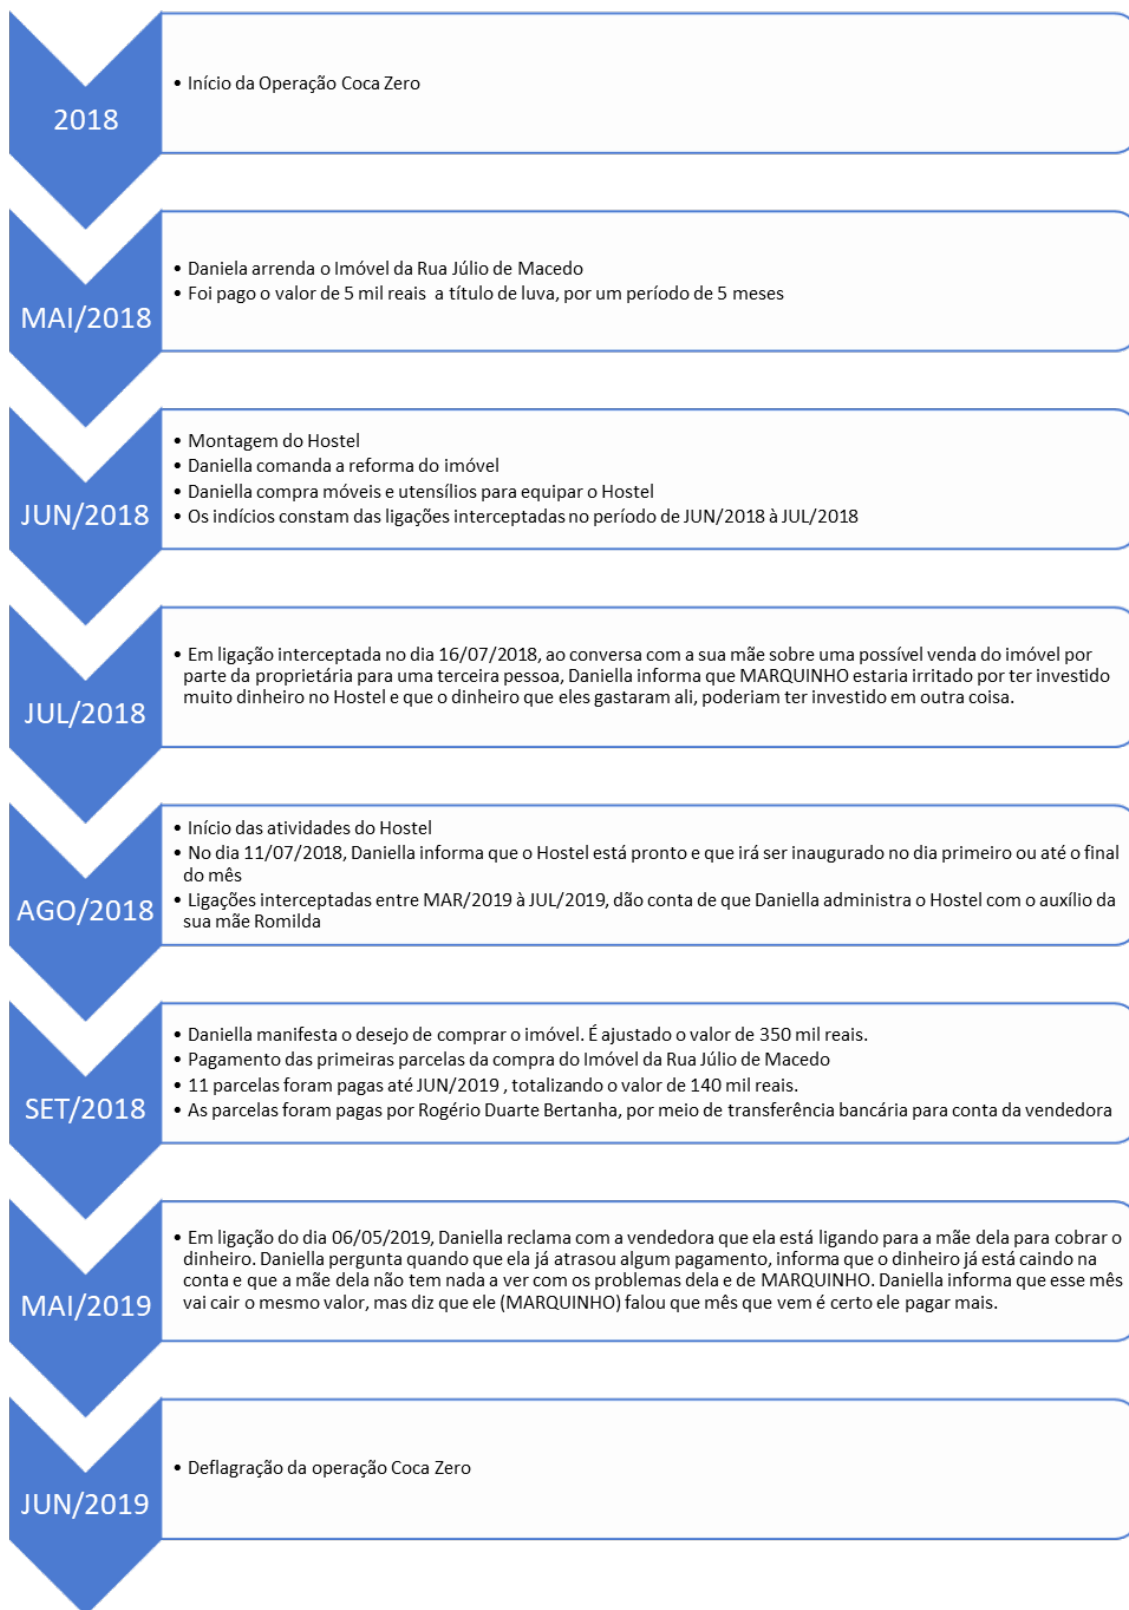 2018
• Início da Operação Coca Zero
MAI/2018
• Daniela arrenda o Imóvel da Rua Júlio de Macedo
• Foi pago o valor de 5 mil reais a título de luva, por um período de 5 meses
JUN/2018
• Montagem do Hostel
• Daniella comanda a reforma do imóvel
• Daniella compra móveis e utensílios para equipar o Hostel
• Os indícios constam das ligações interceptadas no período de JUN/2018 à JUL/2018
JUL/2018
• Em ligação interceptada no dia 16/07/2018, ao conversa com a sua mãe sobre uma possível venda do imóvel por
parte da proprietária para uma terceira pessoa, Daniella informa que MARQUINHO estaria irritado por ter investido
muito dinheiro no Hostel e que o dinheiro que eles gastaram ali, poderiam ter investido em outra coisa.
AGO/2018
• Início das atividades do Hostel
• No dia 11/07/2018, Daniella informa que o Hostel está pronto e que irá ser inaugurado no dia primeiro ou até o final
do mês
• Ligações interceptadas entre MAR/2019 à JUL/2019, dão conta de que Daniella administra o Hostel com o auxílio da
sua mãe Romilda
SET/2018
• Daniella manifesta o desejo de comprar o imóvel. É ajustado o valor de 350 mil reais.
• Pagamento das primeiras parcelas da compra do Imóvel da Rua Júlio de Macedo
• 11 parcelas foram pagas até JUN/2019 , totalizando o valor de 140 mil reais.
• As parcelas foram pagas por Rogério Duarte Bertanha, por meio de transferência bancária para conta da vendedora
MAI/2019
• Em ligação do dia 06/05/2019, Daniella reclama com a vendedora que ela está ligando para a mãe dela para cobrar o
dinheiro. Daniella pergunta quando que ela já atrasou algum pagamento, informa que o dinheiro já está caindo na
conta e que a mãe dela não tem nada a ver com os problemas dela e de MARQUINHO. Daniella informa que esse mês
vai cair o mesmo valor, mas diz que ele (MARQUINHO) falou que mês que vem é certo ele pagar mais.
JUN/2019
• Deflagração da operação Coca Zero